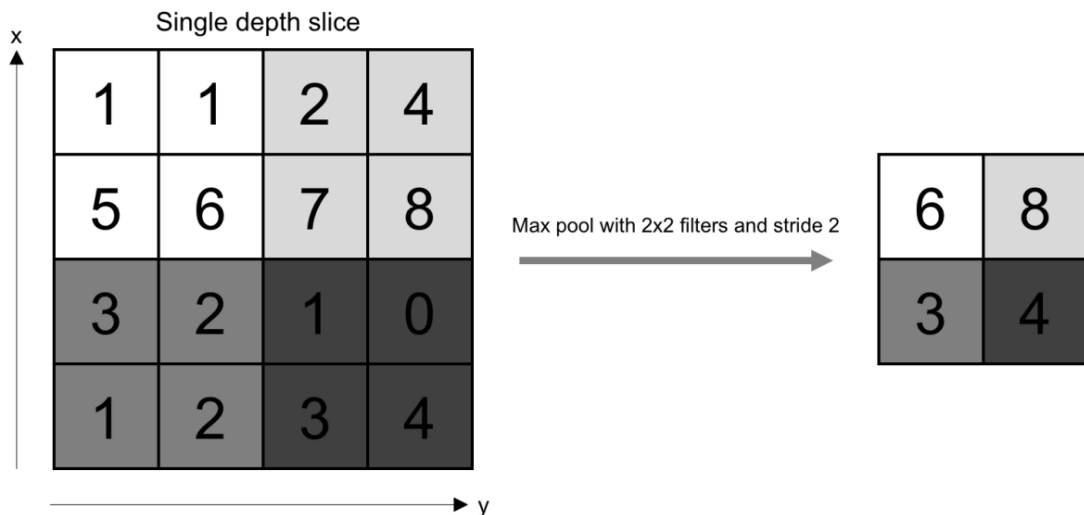 Single depth slice
x
1 1 2 4
5 6 7 8
3 2 1 0
1 2 3 4
y
Max pool with 2x2 filters and stride 2
6 8
3 4